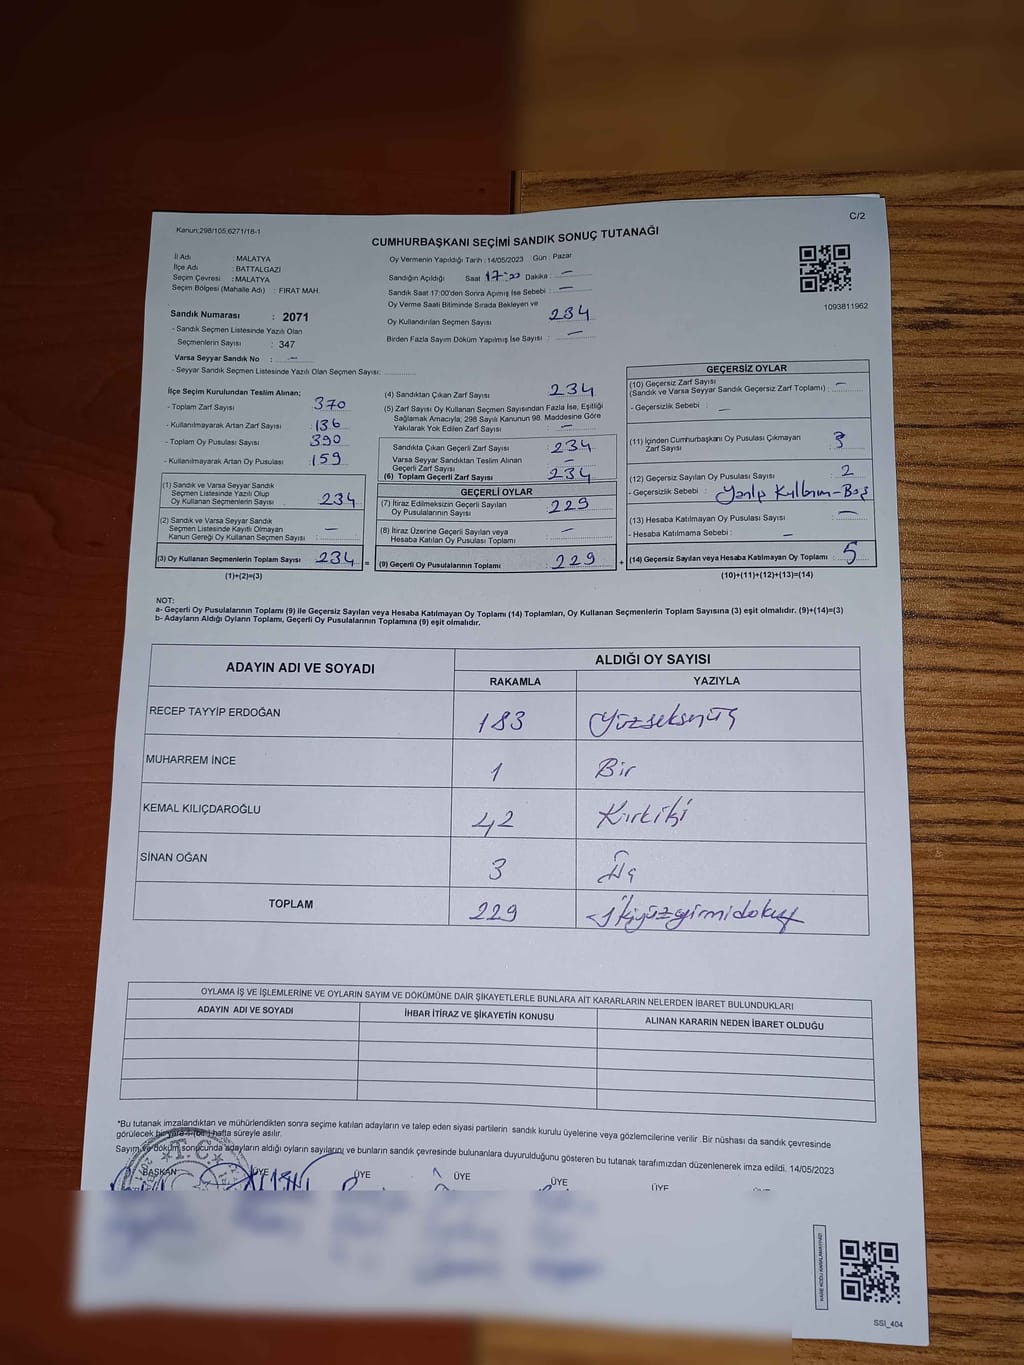 C/2
Kanun;298/105;6271/18-1
CUMHURBAŞKANI SEÇİMİ SANDIK SONUÇ TUTANAĞI
İl Adı : MALATYA
İlçe Adı : BATTALGAZİ
Seçim Çevresi : MALATYA
Seçim Bölgesi (Mahalle Adı) : FIRAT MAH.
Oy Vermenin Yapıldığı Tarih : 14/05/2023 Gün : Pazar
Sandığın Açıldığı Saat 17:00 Dakika : —
Sandık Saat 17:00'den Sonra Açımış İse Sebebi : —
Oy Verme Saati Bitiminde Sırada Bekleyen ve
Oy Kullandırılan Seçmen Sayısı 234
Birden Fazla Sayım Döküm Yapılmış İse Sayısı : —
1093811962
Sandık Numarası : 2071
- Sandık Seçmen Listesinde Yazılı Olan
Seçmenlerin Sayısı : 347
Varsa Seyyar Sandık No : —
- Seyyar Sandık Seçmen Listesinde Yazılı Olan Seçmen Sayısı:
İlçe Seçim Kurulundan Teslim Alınan;
- Toplam Zarf Sayısı 370
- Kullanılmayarak Artan Zarf Sayısı : 136
- Toplam Oy Pusulası Sayısı 390
- Kullanılmayarak Artan Oy Pusulası : 159
(1) Sandık ve Varsa Seyyar Sandık
Seçmen Listesinde Yazılı Olup
Oy Kullanan Seçmenlerin Sayısı : 234
(2) Sandık ve Varsa Seyyar Sandık
Seçmen Listesinde Kayıtlı Olmayan
Kanun Gereği Oy Kullanan Seçmen Sayısı : —
(3) Oy Kullanan Seçmenlerin Toplam Sayısı 234 =
(1)+(2)=(3)
(4) Sandıktan Çıkan Zarf Sayısı 234
(5) Zarf Sayısı Oy Kullanan Seçmen Sayısından Fazla İse, Eşitliği
Sağlamak Amacıyla; 298 Sayılı Kanunun 98. Maddesine Göre
Yakılarak Yok Edilen Zarf Sayısı : —
Sandıkta Çıkan Geçerli Zarf Sayısı : 234
Varsa Seyyar Sandıktan Teslim Alınan
Geçerli Zarf Sayısı : —
(6) Toplam Geçerli Zarf Sayısı : 234
GEÇERLİ OYLAR
(7) İtiraz Edilmeksizin Geçerli Sayılan
Oy Pusulalarının Sayısı : 229
(8) İtiraz Üzerine Geçerli Sayılan veya
Hesaba Katılan Oy Pusulası Toplamı —
(9) Geçerli Oy Pusulalarının Toplamı : 229 +
GEÇERSİZ OYLAR
(10) Geçersiz Zarf Sayısı
(Sandık ve Varsa Seyyar Sandık Geçersiz Zarf Toplamı) : —
- Geçersizlik Sebebi : —
(11) İçinden Cumhurbaşkanı Oy Pusulası Çıkmayan
Zarf Sayısı : 3
(12) Geçersiz Sayılan Oy Pusulası Sayısı : 2
- Geçersizlik Sebebi : Yanlış Kullanım-Boş
(13) Hesaba Katılmayan Oy Pusulası Sayısı : —
- Hesaba Katılmama Sebebi : —
(14) Geçersiz Sayılan veya Hesaba Katılmayan Oy Toplamı : 5
(10)+(11)+(12)+(13)=(14)
NOT:
a- Geçerli Oy Pusulalarının Toplamı (9) ile Geçersiz Sayılan veya Hesaba Katılmayan Oy Toplamı (14) Toplamları, Oy Kullanan Seçmenlerin Toplam Sayısına (3) eşit olmalıdır. (9)+(14)=(3)
b- Adayların Aldığı Oyların Toplamı, Geçerli Oy Pusulalarının Toplamına (9) eşit olmalıdır.
ADAYIN ADI VE SOYADI ALDIĞI OY SAYISI
RAKAMLA YAZIYLA
RECEP TAYYİP ERDOĞAN 183 Yüzseksenüç
MUHARREM İNCE 1 Bir
KEMAL KILIÇDAROĞLU 42 Kırkiki
SİNAN OĞAN 3 Üç
TOPLAM 229 İkiyüzyirmidokuz
OYLAMA İŞ VE İŞLEMLERİNE VE OYLARIN SAYIM VE DÖKÜMÜNE DAİR ŞİKAYETLERLE BUNLARA AİT KARARLARIN NELERDEN İBARET BULUNDUKLARI
ADAYIN ADI VE SOYADI İHBAR İTİRAZ VE ŞİKAYETİN KONUSU ALINAN KARARIN NEDEN İBARET OLDUĞU
*Bu tutanak imzalandıktan ve mühürlendikten sonra seçime katılan adayların ve talep eden siyasi partilerin sandık kurulu üyelerine veya gözlemcilerine verilir .Bir nüshası da sandık çevresinde
görülecek bir yere 1 (bir) hafta süreyle asılır.
Sayım ve döküm sonucunda adayların aldığı oyların sayılarını ve bunların sandık çevresinde bulunanlara duyurulduğunu gösteren bu tutanak tarafımızdan düzenlenerek imza edildi. 14/05/2023
BAŞKAN ÜYE ÜYE ÜYE ÜYE ÜYE
T.C.
KARE KODU KARALAMAYINIZ!
SSI_404